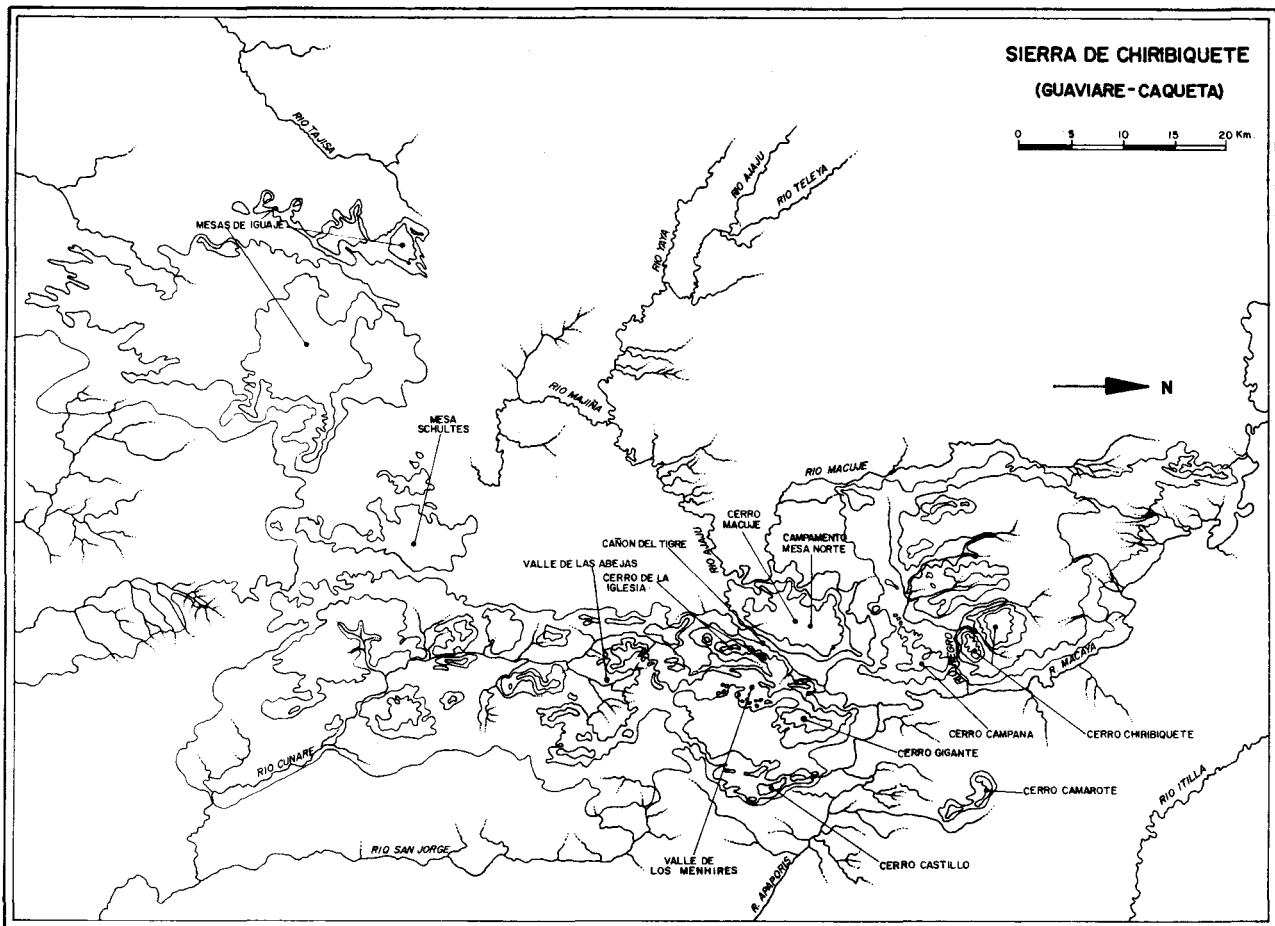 SIERRA DE CHIRIBIQUETE
(GUAVIARE-CAQUETA)
0 5 10 15 20 Km.
RIO TAJISA
RIO AJAJU
RIO TELEYA
MESAS DE IGUAJE
RIO YAYA
N
RIO MAJIÑA
MESA
SCHULTES
RIO MACUJE
CERRO
MACUJE
CAMPAMENTO
MESA NORTE
CAÑON DEL TIGRE
RIO AJAJU
VALLE DE LAS ABEJAS
CERRO DE LA
IGLESIA
RIO NEGRO
R. MACAYA
CERRO CAMPANA
CERRO CHIRIBIQUETE
CERRO GIGANTE
RIO CUNARE
CERRO CAMAROTE
RIO ITILLA
RIO SAN JORGE
VALLE DE
LOS MENHIRES
CERRO CASTILLO
R. APAPORIS